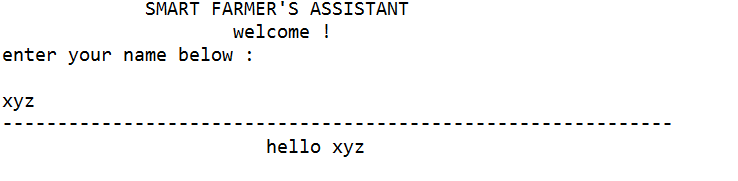 SMART FARMER'S ASSISTANT
welcome !
enter your name below :
xyz
-------------------------------------------------------------
hello xyz